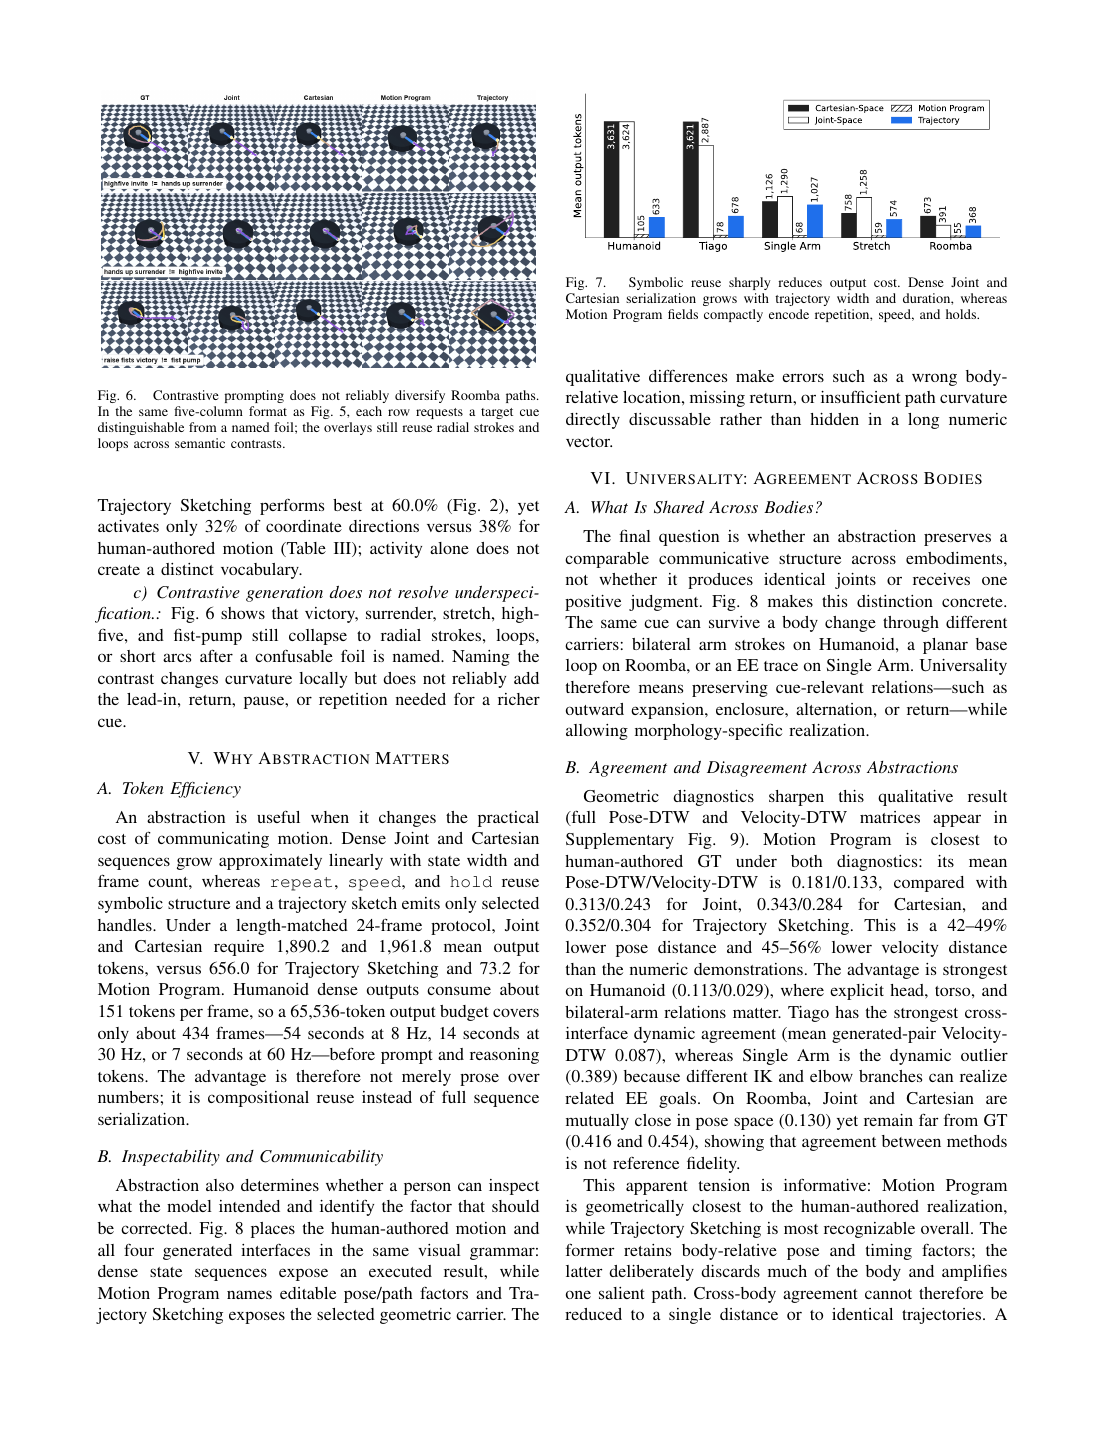 GT Joint Cartesian Motion Program Trajectory
highfive invite != hands up surrender
hands up surrender != highfive invite
raise fists victory != fist pump
Fig. 6. Contrastive prompting does not reliably diversify Roomba paths.
In the same five-column format as Fig. 5, each row requests a target cue
distinguishable from a named foil; the overlays still reuse radial strokes and
loops across semantic contrasts.
Trajectory Sketching performs best at 60.0% (Fig. 2), yet
activates only 32% of coordinate directions versus 38% for
human-authored motion (Table III); activity alone does not
create a distinct vocabulary.
c) Contrastive generation does not resolve underspeci-
fication.: Fig. 6 shows that victory, surrender, stretch, high-
five, and fist-pump still collapse to radial strokes, loops,
or short arcs after a confusable foil is named. Naming the
contrast changes curvature locally but does not reliably add
the lead-in, return, pause, or repetition needed for a richer
cue.
V. WHY ABSTRACTION MATTERS
A. Token Efficiency
An abstraction is useful when it changes the practical
cost of communicating motion. Dense Joint and Cartesian
sequences grow approximately linearly with state width and
frame count, whereas repeat, speed, and hold reuse
symbolic structure and a trajectory sketch emits only selected
handles. Under a length-matched 24-frame protocol, Joint
and Cartesian require 1,890.2 and 1,961.8 mean output
tokens, versus 656.0 for Trajectory Sketching and 73.2 for
Motion Program. Humanoid dense outputs consume about
151 tokens per frame, so a 65,536-token output budget covers
only about 434 frames—54 seconds at 8 Hz, 14 seconds at
30 Hz, or 7 seconds at 60 Hz—before prompt and reasoning
tokens. The advantage is therefore not merely prose over
numbers; it is compositional reuse instead of full sequence
serialization.
B. Inspectability and Communicability
Abstraction also determines whether a person can inspect
what the model intended and identify the factor that should
be corrected. Fig. 8 places the human-authored motion and
all four generated interfaces in the same visual grammar:
dense state sequences expose an executed result, while
Motion Program names editable pose/path factors and Tra-
jectory Sketching exposes the selected geometric carrier. The
Mean output tokens
Cartesian-Space Motion Program
Joint-Space Trajectory
3,631 3,624 105 633
3,621 2,887 78 678
1,126 1,290 68 1,027
758 1,258 59 574
673 391 55 368
Humanoid Tiago Single Arm Stretch Roomba
Fig. 7. Symbolic reuse sharply reduces output cost. Dense Joint and
Cartesian serialization grows with trajectory width and duration, whereas
Motion Program fields compactly encode repetition, speed, and holds.
qualitative differences make errors such as a wrong body-
relative location, missing return, or insufficient path curvature
directly discussable rather than hidden in a long numeric
vector.
VI. UNIVERSALITY: AGREEMENT ACROSS BODIES
A. What Is Shared Across Bodies?
The final question is whether an abstraction preserves a
comparable communicative structure across embodiments,
not whether it produces identical joints or receives one
positive judgment. Fig. 8 makes this distinction concrete.
The same cue can survive a body change through different
carriers: bilateral arm strokes on Humanoid, a planar base
loop on Roomba, or an EE trace on Single Arm. Universality
therefore means preserving cue-relevant relations—such as
outward expansion, enclosure, alternation, or return—while
allowing morphology-specific realization.
B. Agreement and Disagreement Across Abstractions
Geometric diagnostics sharpen this qualitative result
(full Pose-DTW and Velocity-DTW matrices appear in
Supplementary Fig. 9). Motion Program is closest to
human-authored GT under both diagnostics: its mean
Pose-DTW/Velocity-DTW is 0.181/0.133, compared with
0.313/0.243 for Joint, 0.343/0.284 for Cartesian, and
0.352/0.304 for Trajectory Sketching. This is a 42–49%
lower pose distance and 45–56% lower velocity distance
than the numeric demonstrations. The advantage is strongest
on Humanoid (0.113/0.029), where explicit head, torso, and
bilateral-arm relations matter. Tiago has the strongest cross-
interface dynamic agreement (mean generated-pair Velocity-
DTW 0.087), whereas Single Arm is the dynamic outlier
(0.389) because different IK and elbow branches can realize
related EE goals. On Roomba, Joint and Cartesian are
mutually close in pose space (0.130) yet remain far from GT
(0.416 and 0.454), showing that agreement between methods
is not reference fidelity.
This apparent tension is informative: Motion Program
is geometrically closest to the human-authored realization,
while Trajectory Sketching is most recognizable overall. The
former retains body-relative pose and timing factors; the
latter deliberately discards much of the body and amplifies
one salient path. Cross-body agreement cannot therefore be
reduced to a single distance or to identical trajectories. A